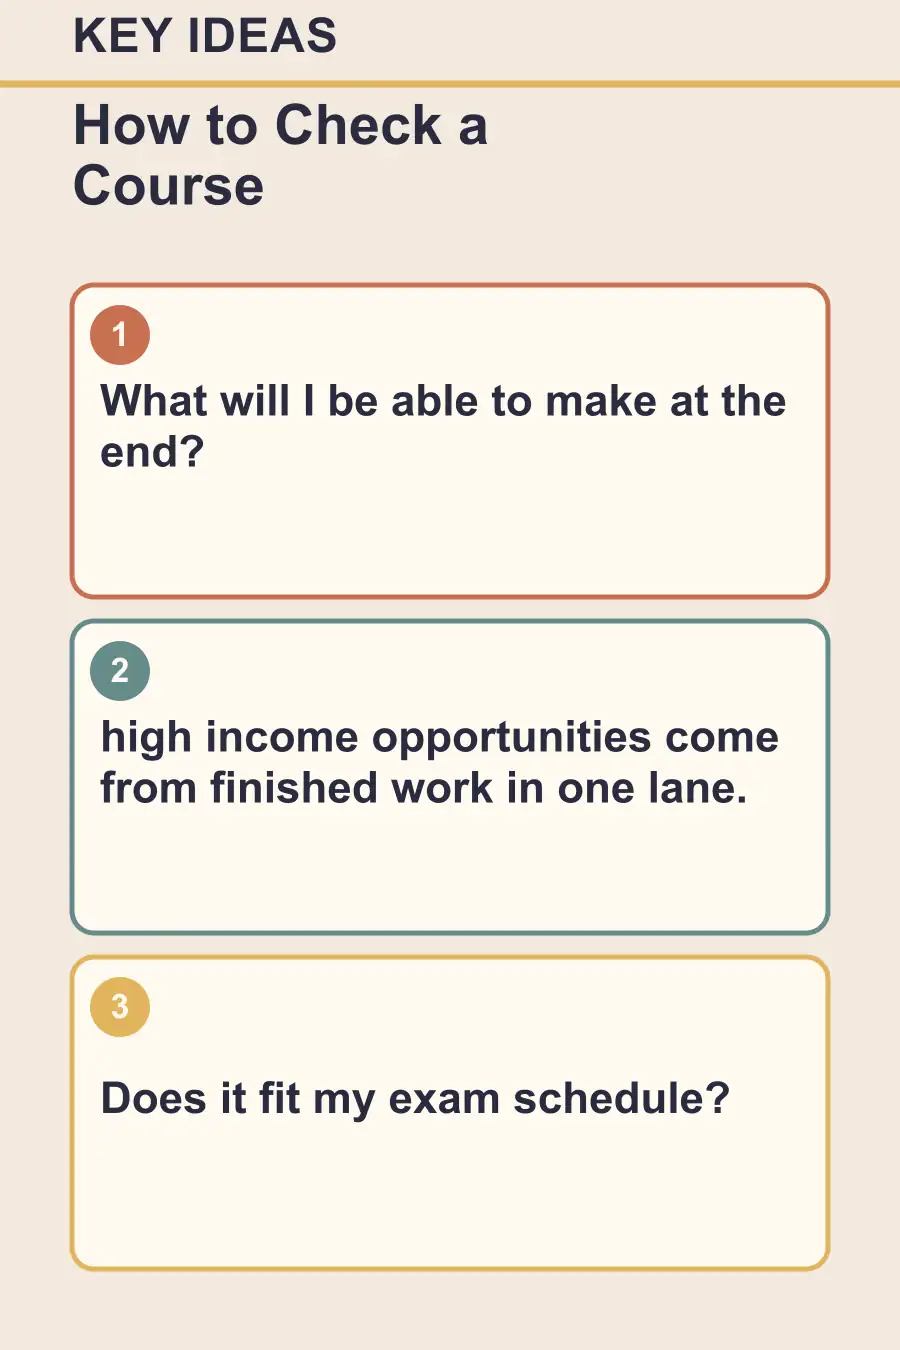 KEY IDEAS
How to Check a
Course
1
What will I be able to make at the
end?
2
high income opportunities come
from finished work in one lane.
3
Does it fit my exam schedule?